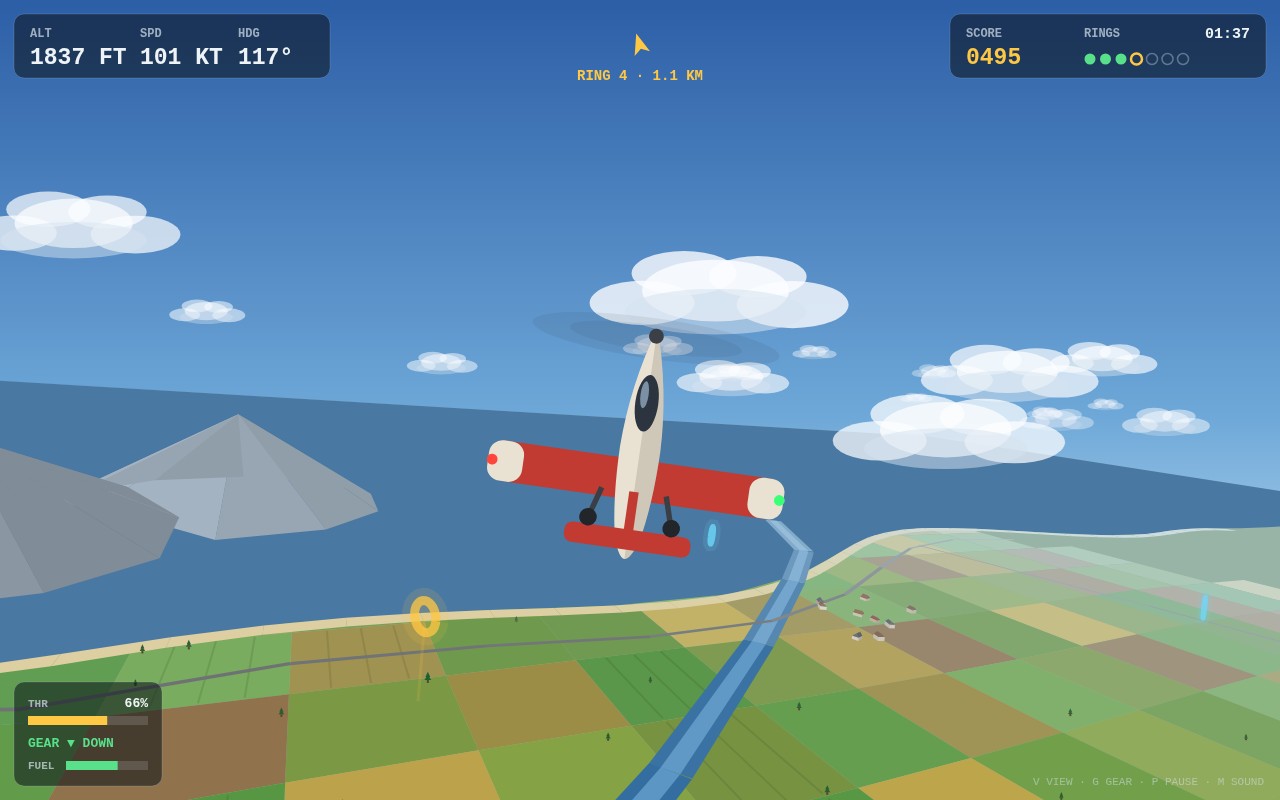 ALT SPD HDG
1837 FT 101 KT 117°
RING 4 · 1.1 KM
SCORE RINGS 01:37
0495
THR 66%
GEAR ▼ DOWN
FUEL
V VIEW · G GEAR · P PAUSE · M SOUND